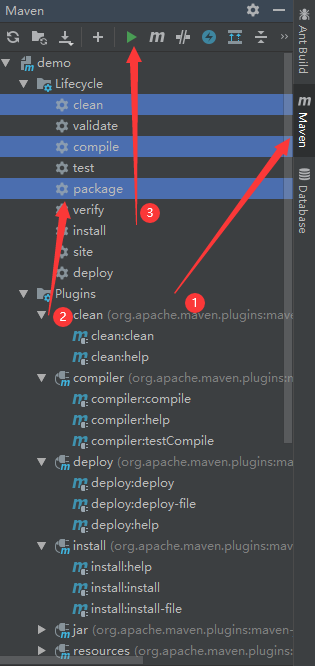 Maven
demo
Lifecycle
clean
validate
compile
test
package
verify
install
site
deploy
Plugins
clean (org.apache.maven.plugins:mave
clean:clean
clean:help
compiler (org.apache.maven.plugins:m
compiler:compile
compiler:help
compiler:testCompile
deploy (org.apache.maven.plugins:ma
deploy:deploy
deploy:deploy-file
deploy:help
install (org.apache.maven.plugins:mav
install:help
install:install
install:install-file
jar (org.apache.maven.plugins:maven-
resources (org.apache.maven.plugins:
1
2
3
Ant Build
m Maven
Database